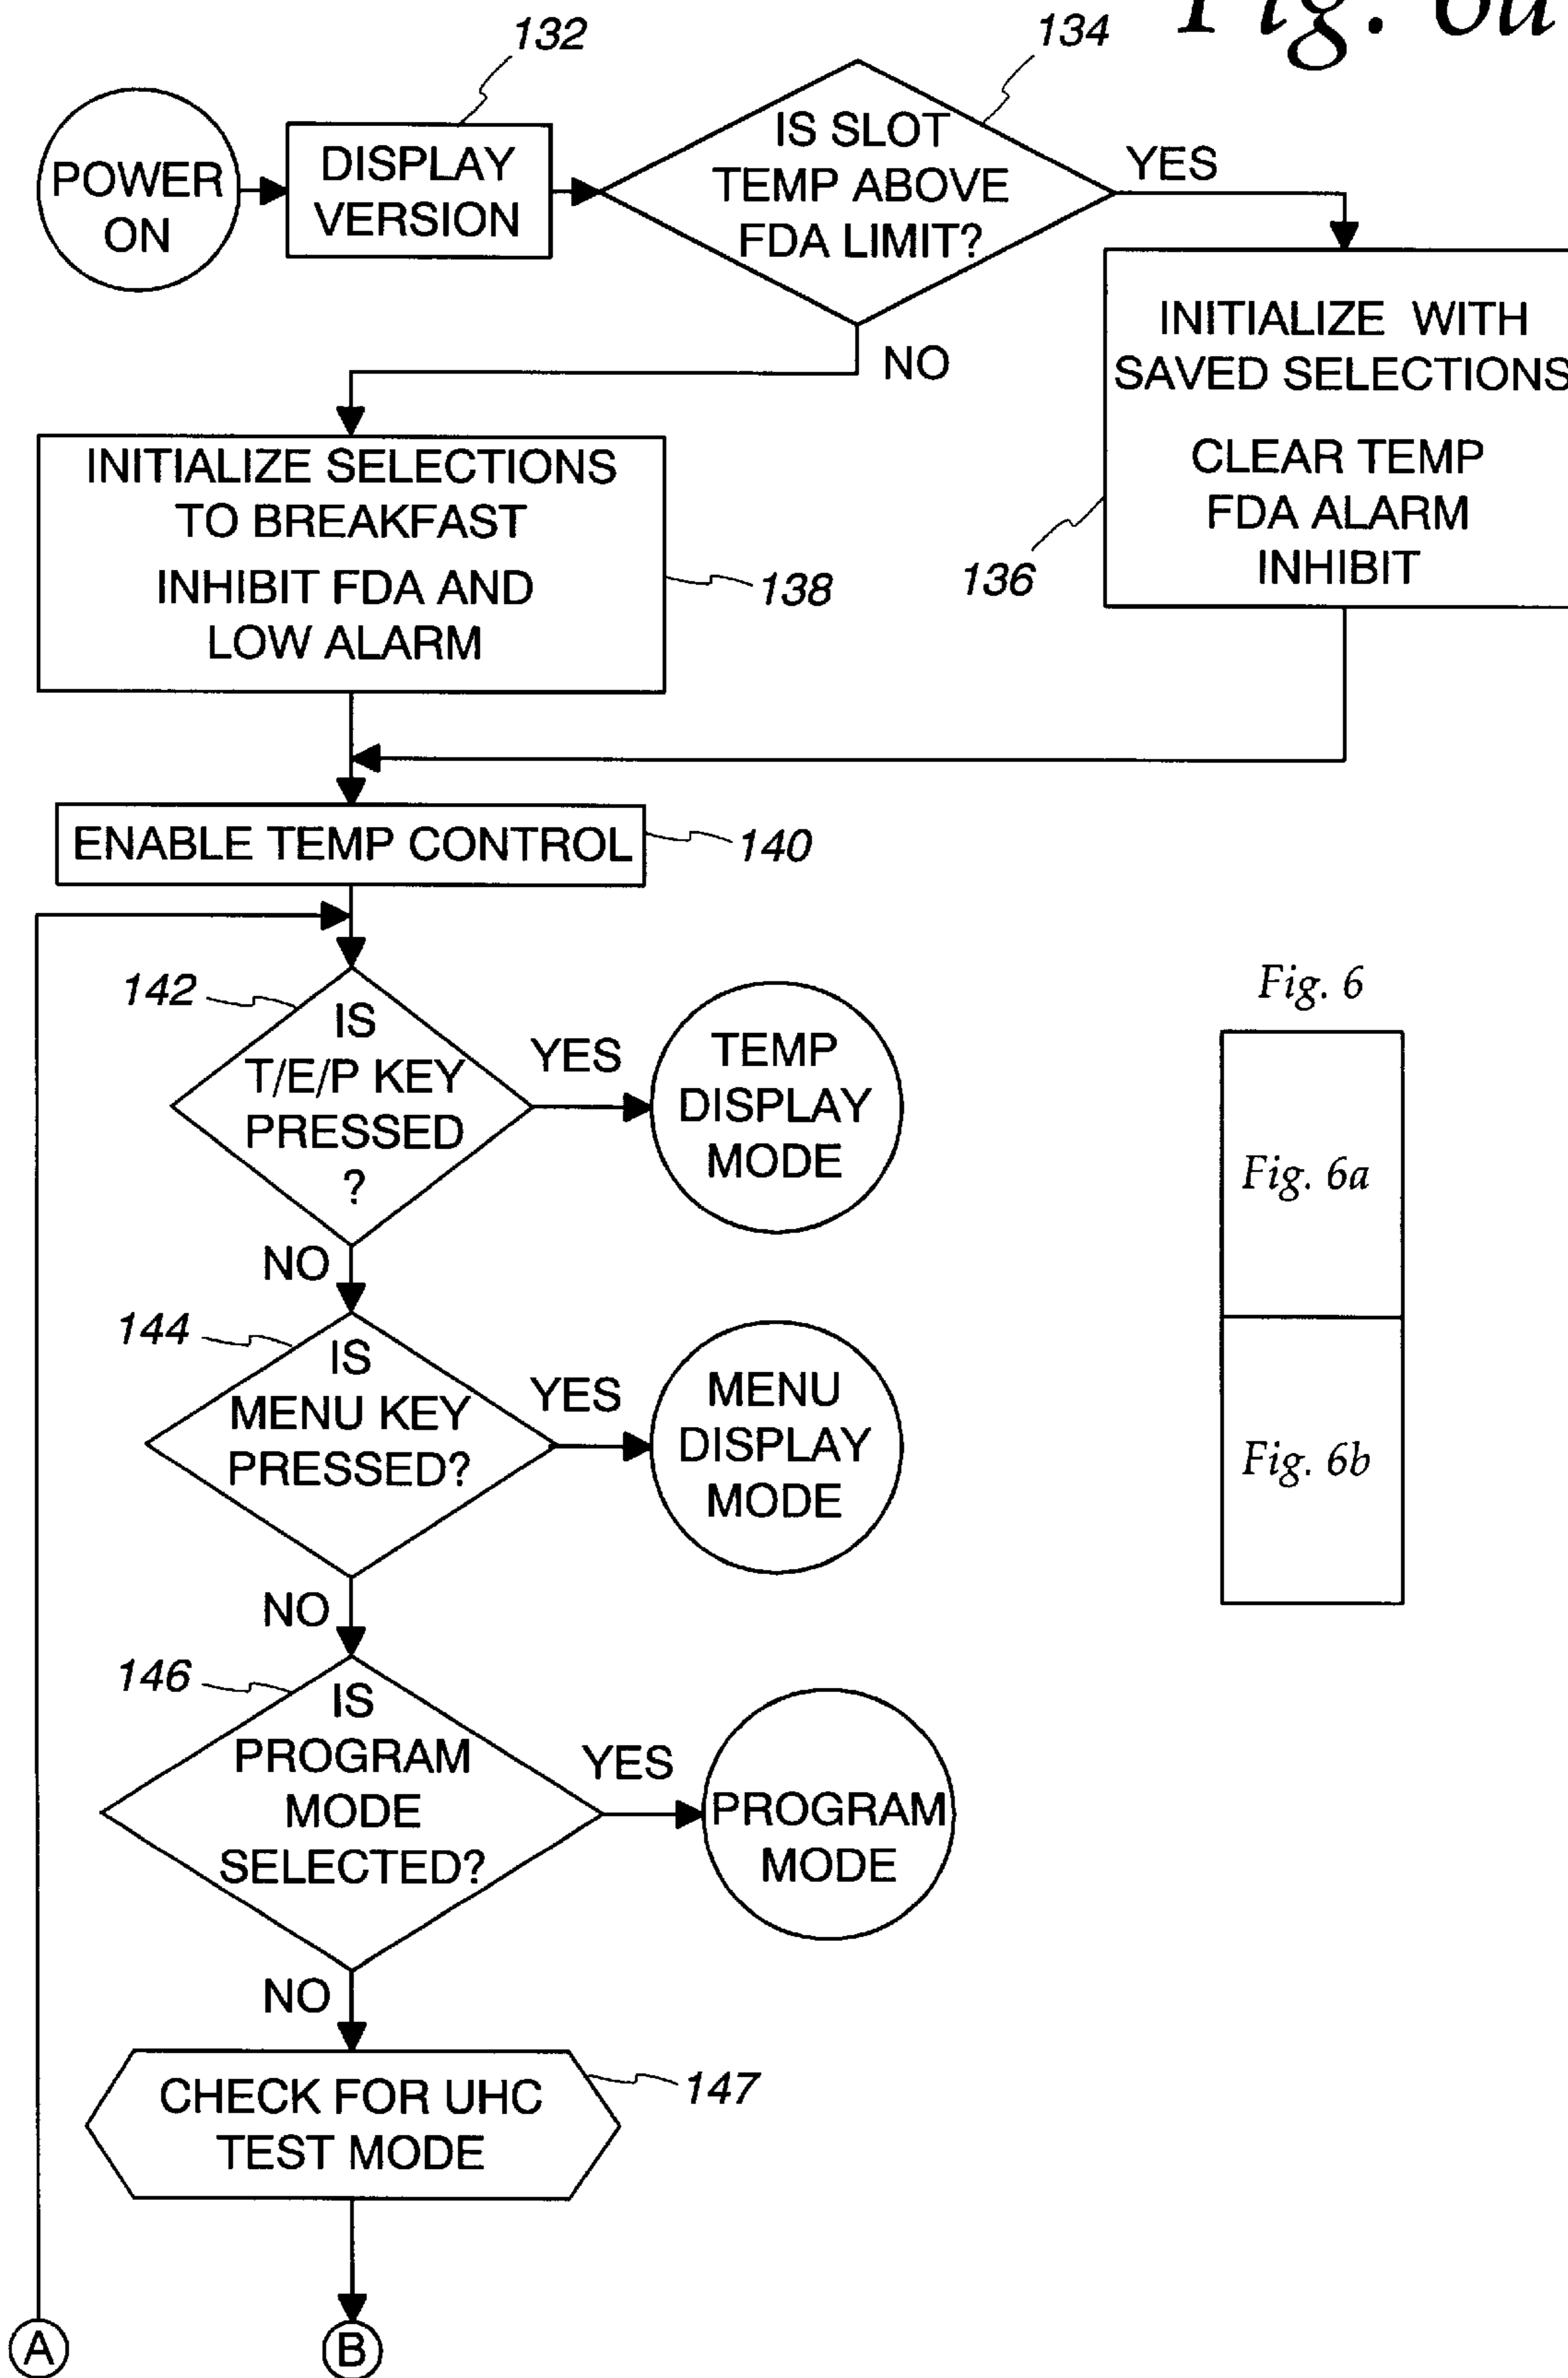 Fig. 6a
132
134
POWER
ON
DISPLAY
VERSION
IS SLOT
TEMP ABOVE
FDA LIMIT?
YES
NO
INITIALIZE WITH
SAVED SELECTIONS
CLEAR TEMP
FDA ALARM
INHIBIT
136
INITIALIZE SELECTIONS
TO BREAKFAST
INHIBIT FDA AND
LOW ALARM
138
ENABLE TEMP CONTROL
140
142
IS
T/E/P KEY
PRESSED
?
YES
TEMP
DISPLAY
MODE
NO
144
IS
MENU KEY
PRESSED?
YES
MENU
DISPLAY
MODE
NO
146
IS
PROGRAM
MODE
SELECTED?
YES
PROGRAM
MODE
NO
CHECK FOR UHC
TEST MODE
147
A
B
Fig. 6
Fig. 6a
Fig. 6b